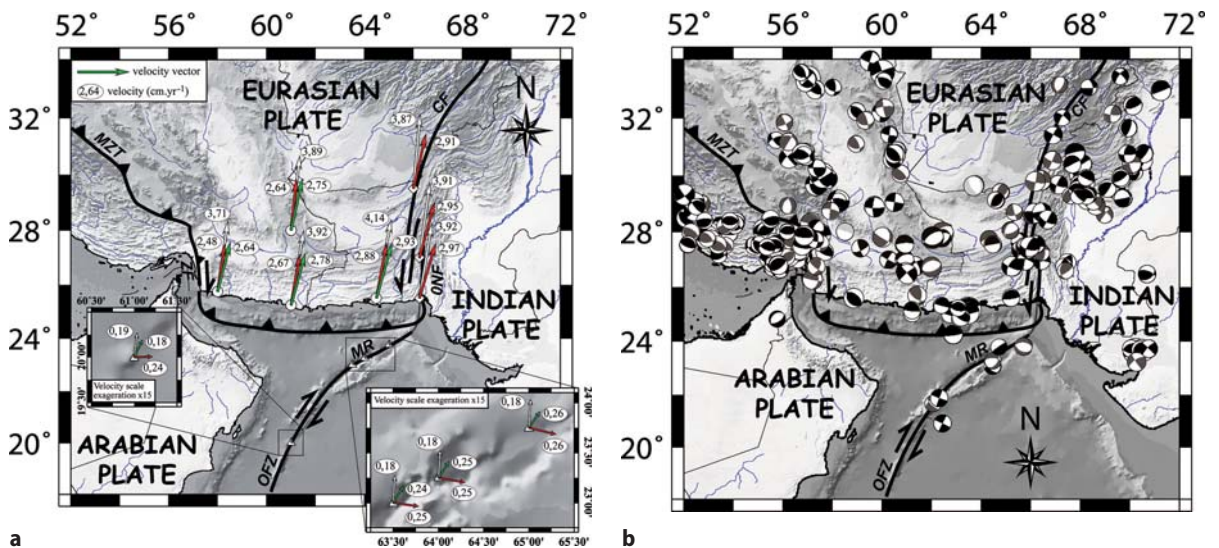 52 56 60 64 68 72
velocity vector
2,64 velocity (cm.yr⁻¹)
EURASIAN
PLATE
CF
N
32
28
24
20
MZT
3,87
2,91
3,89
2,64
2,75
3,91
2,95
3,71
3,92
4,14
3,92
2,48
2,64
2,67
2,78
2,88
2,93
2,97
ONF
INDIAN
PLATE
60°30' 61°00' 61°30'
0,19
0,18
0,24
20°00'
19°30'
Velocity scale
exageration x15
MR
ARABIAN
PLATE
OFZ
Velocity scale exageration x15
0,18
0,26
0,26
0,18
0,25
0,25
0,18
0,24
0,25
24°00'
23°30'
23°00'
63°30' 64°00' 64°30' 65°00' 65°30'
a
52 56 60 64 68 72
EURASIAN
PLATE
CF
MZT
32
28
24
20
INDIAN
PLATE
MR
ARABIAN
PLATE
N
OFZ
b